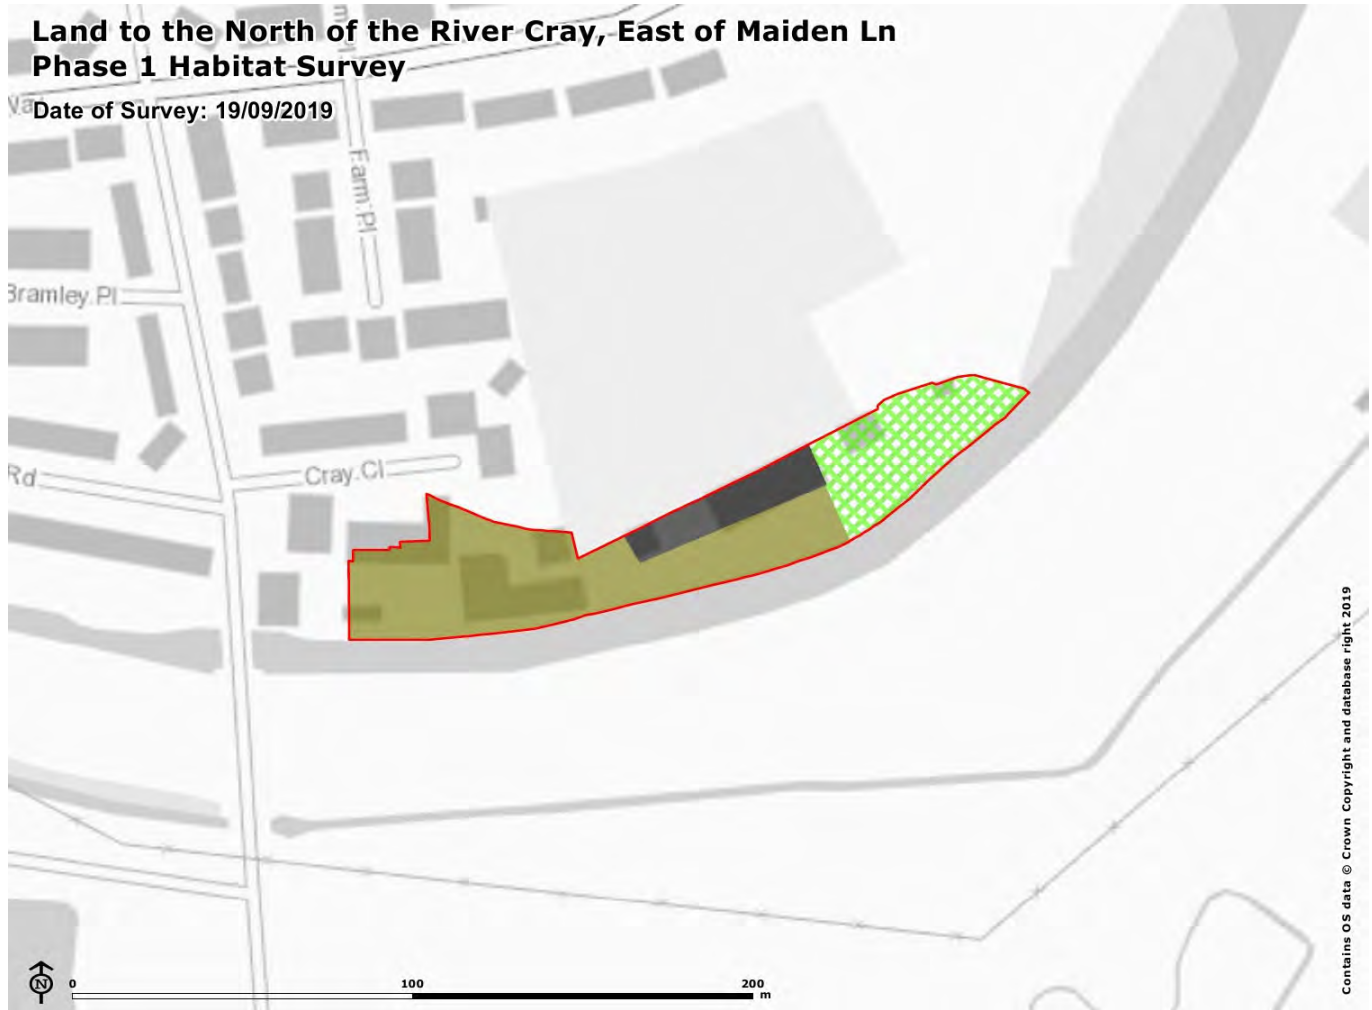 Land to the North of the River Cray, East of Maiden Ln
Phase 1 Habitat Survey
Date of Survey: 19/09/2019
Farm Pl
Bramley Pl
Cray Cl
Rd
Contains OS data © Crown Copyright and database right 2019
N
0 100 200
m